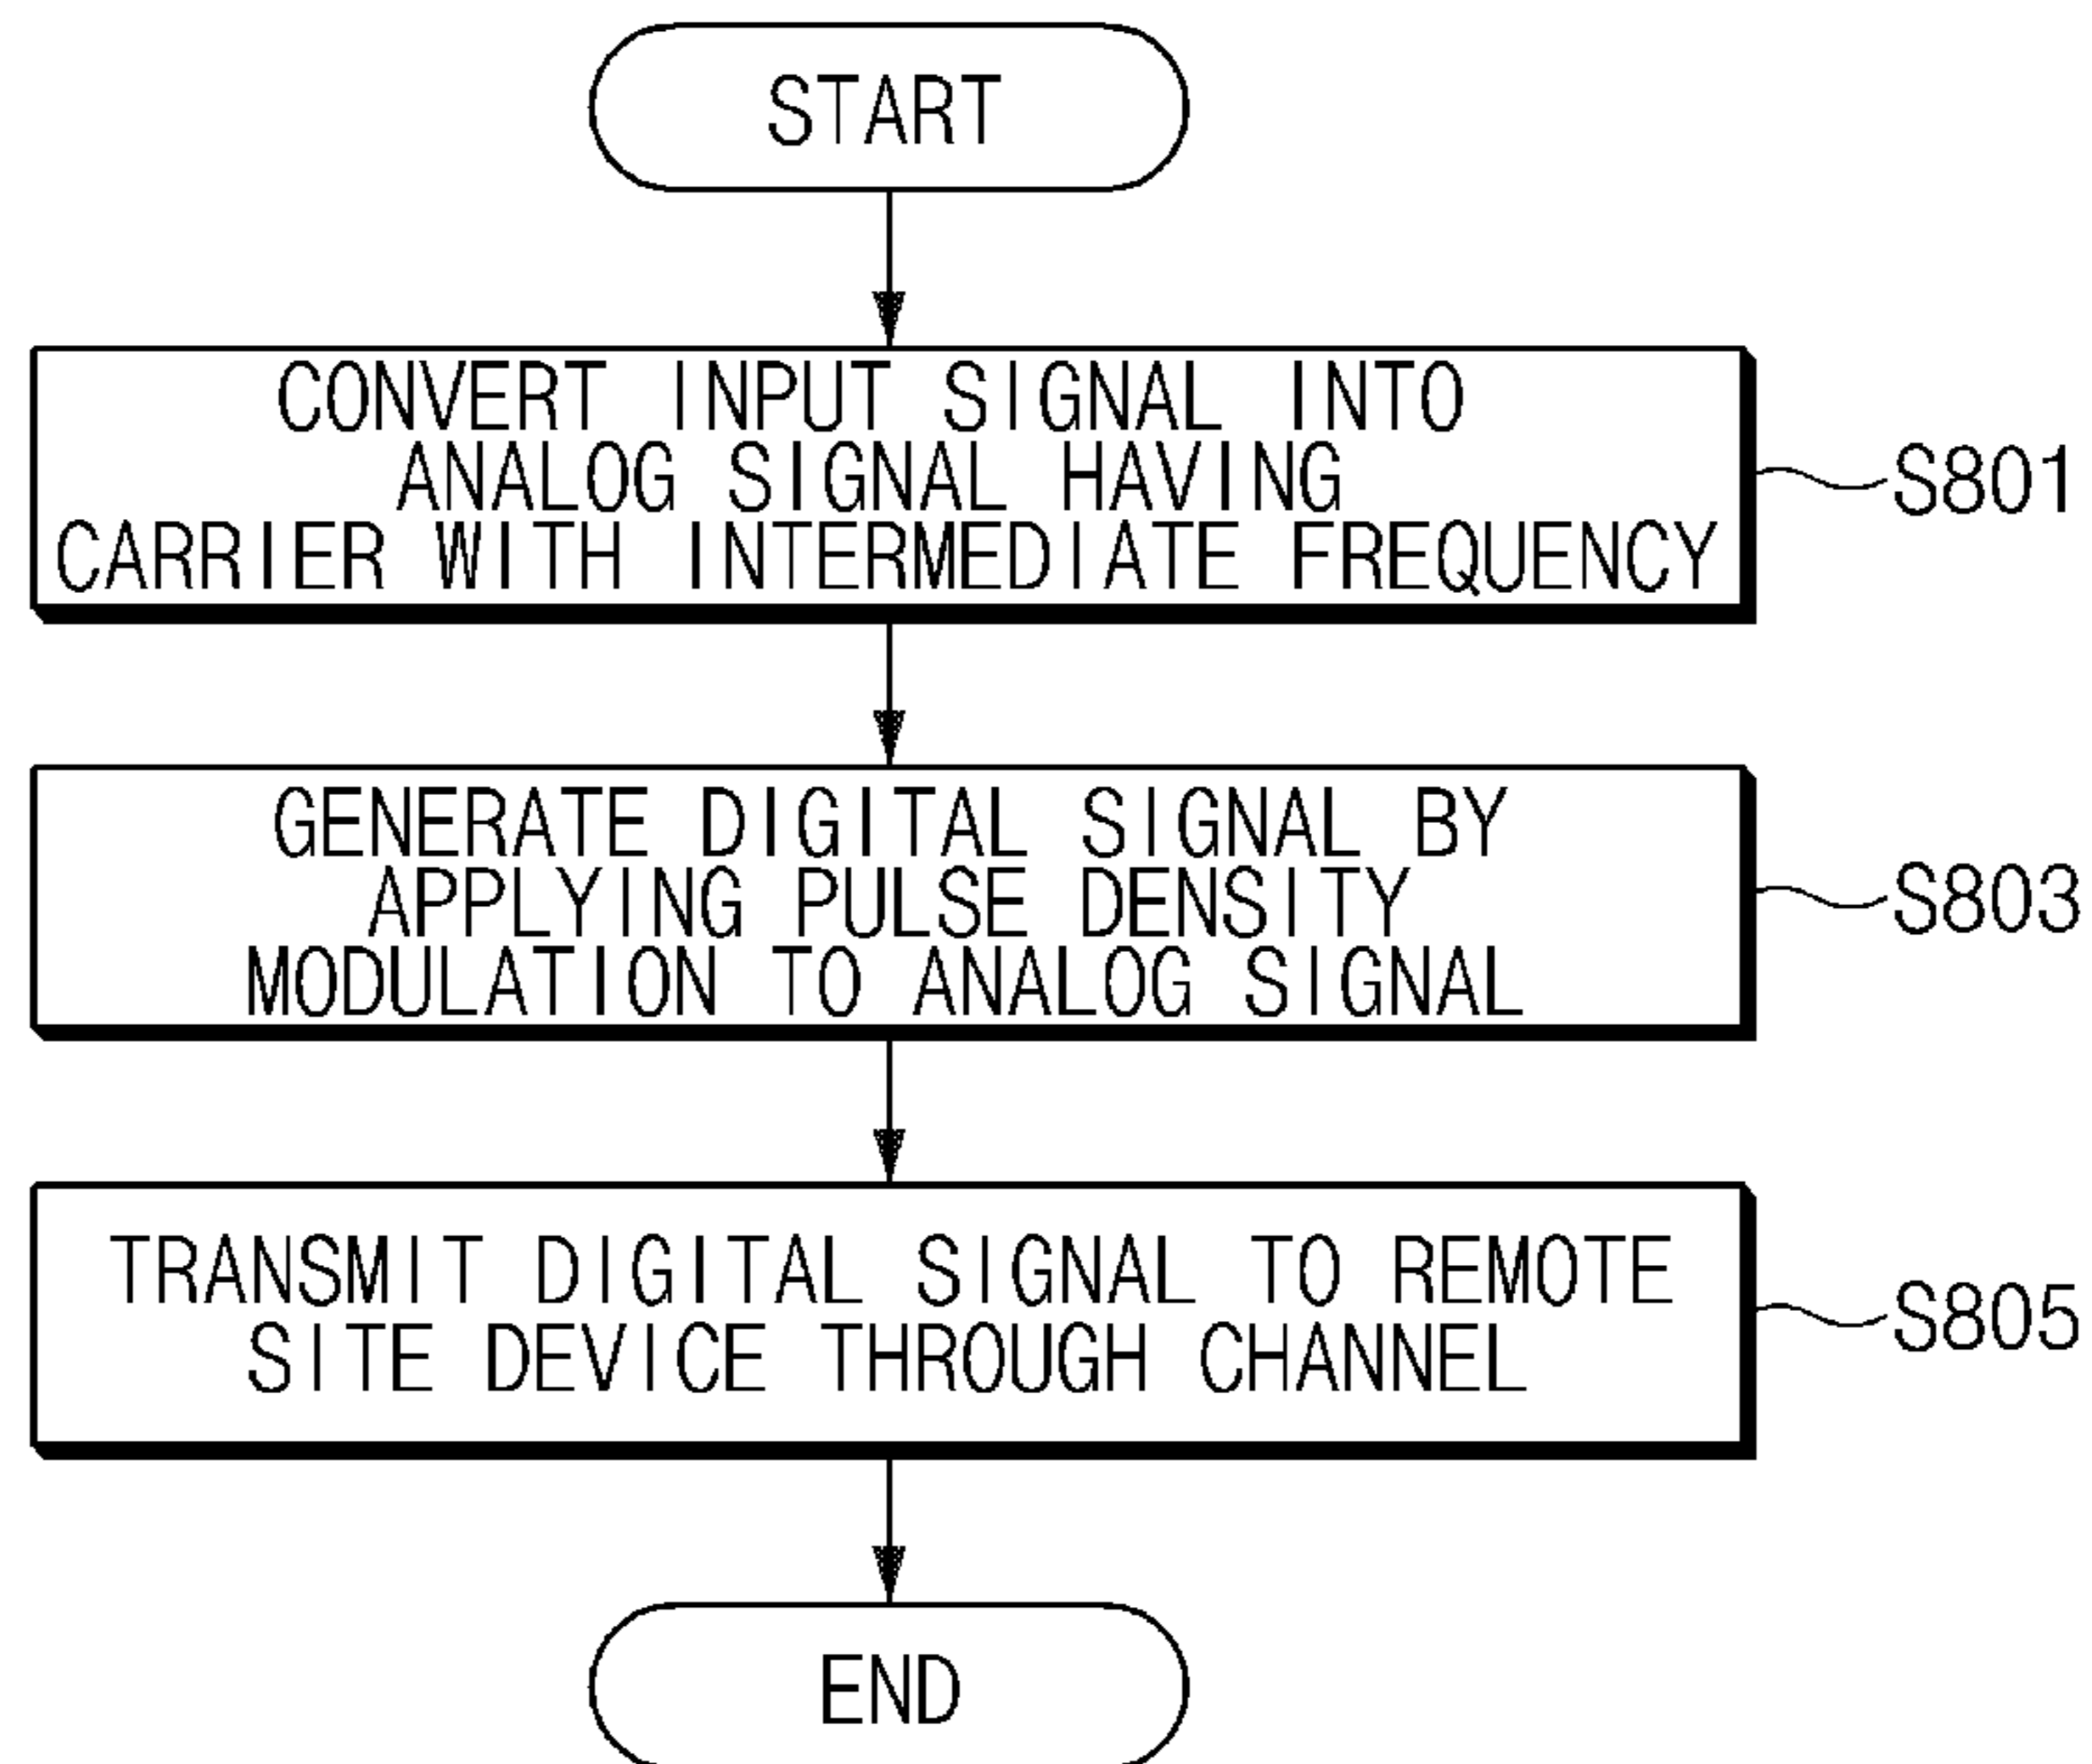 START
CONVERT INPUT SIGNAL INTO
ANALOG SIGNAL HAVING
CARRIER WITH INTERMEDIATE FREQUENCY
S801
GENERATE DIGITAL SIGNAL BY
APPLYING PULSE DENSITY
MODULATION TO ANALOG SIGNAL
S803
TRANSMIT DIGITAL SIGNAL TO REMOTE
SITE DEVICE THROUGH CHANNEL
S805
END